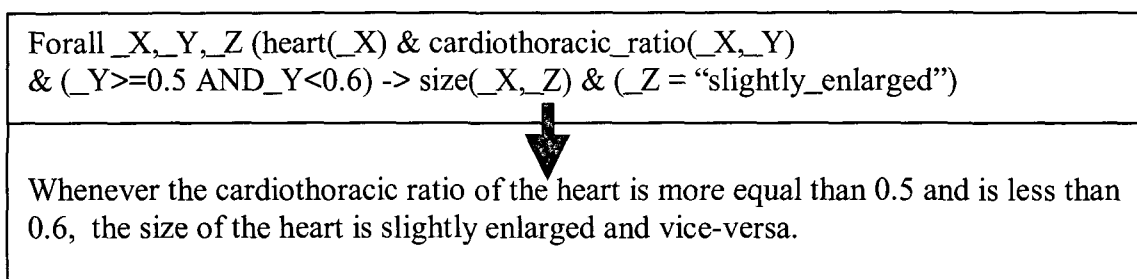 Forall _X,_Y,_Z (heart(_X) & cardiothoracic_ratio(_X,_Y)
& (_Y>=0.5 AND_Y<0.6) -> size(_X,_Z) & (_Z = “slightly_enlarged”)
Whenever the cardiothoracic ratio of the heart is more equal than 0.5 and is less than
0.6, the size of the heart is slightly enlarged and vice-versa.